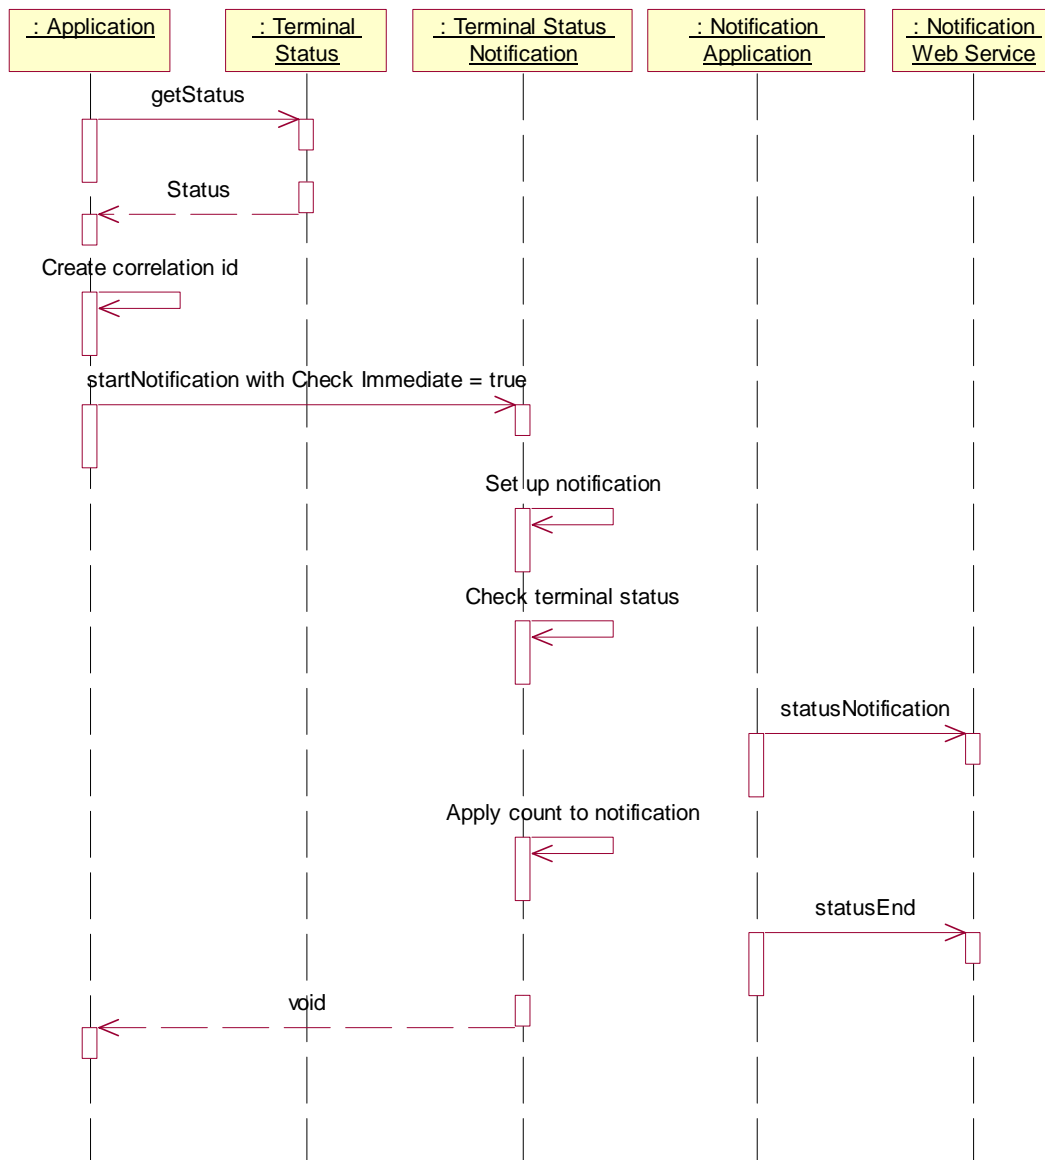 : Application
: Terminal
Status
: Terminal Status
Notification
: Notification
Application
: Notification
Web Service
getStatus
Status
Create correlation id
startNotification with Check Immediate = true
Set up notification
Check terminal status
statusNotification
Apply count to notification
statusEnd
void